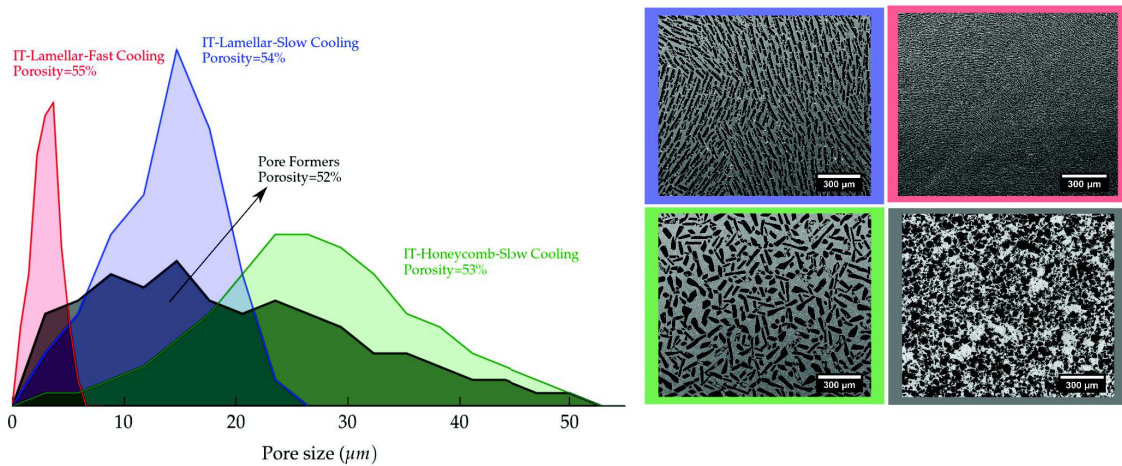 IT-Lamellar-Fast Cooling
Porosity=55%
IT-Lamellar-Slow Cooling
Porosity=54%
Pore Formers
Porosity=52%
IT-Honeycomb-Slow Cooling
Porosity=53%
0 10 20 30 40 50
Pore size (µm)
300 µm
300 µm
300 µm
300 µm